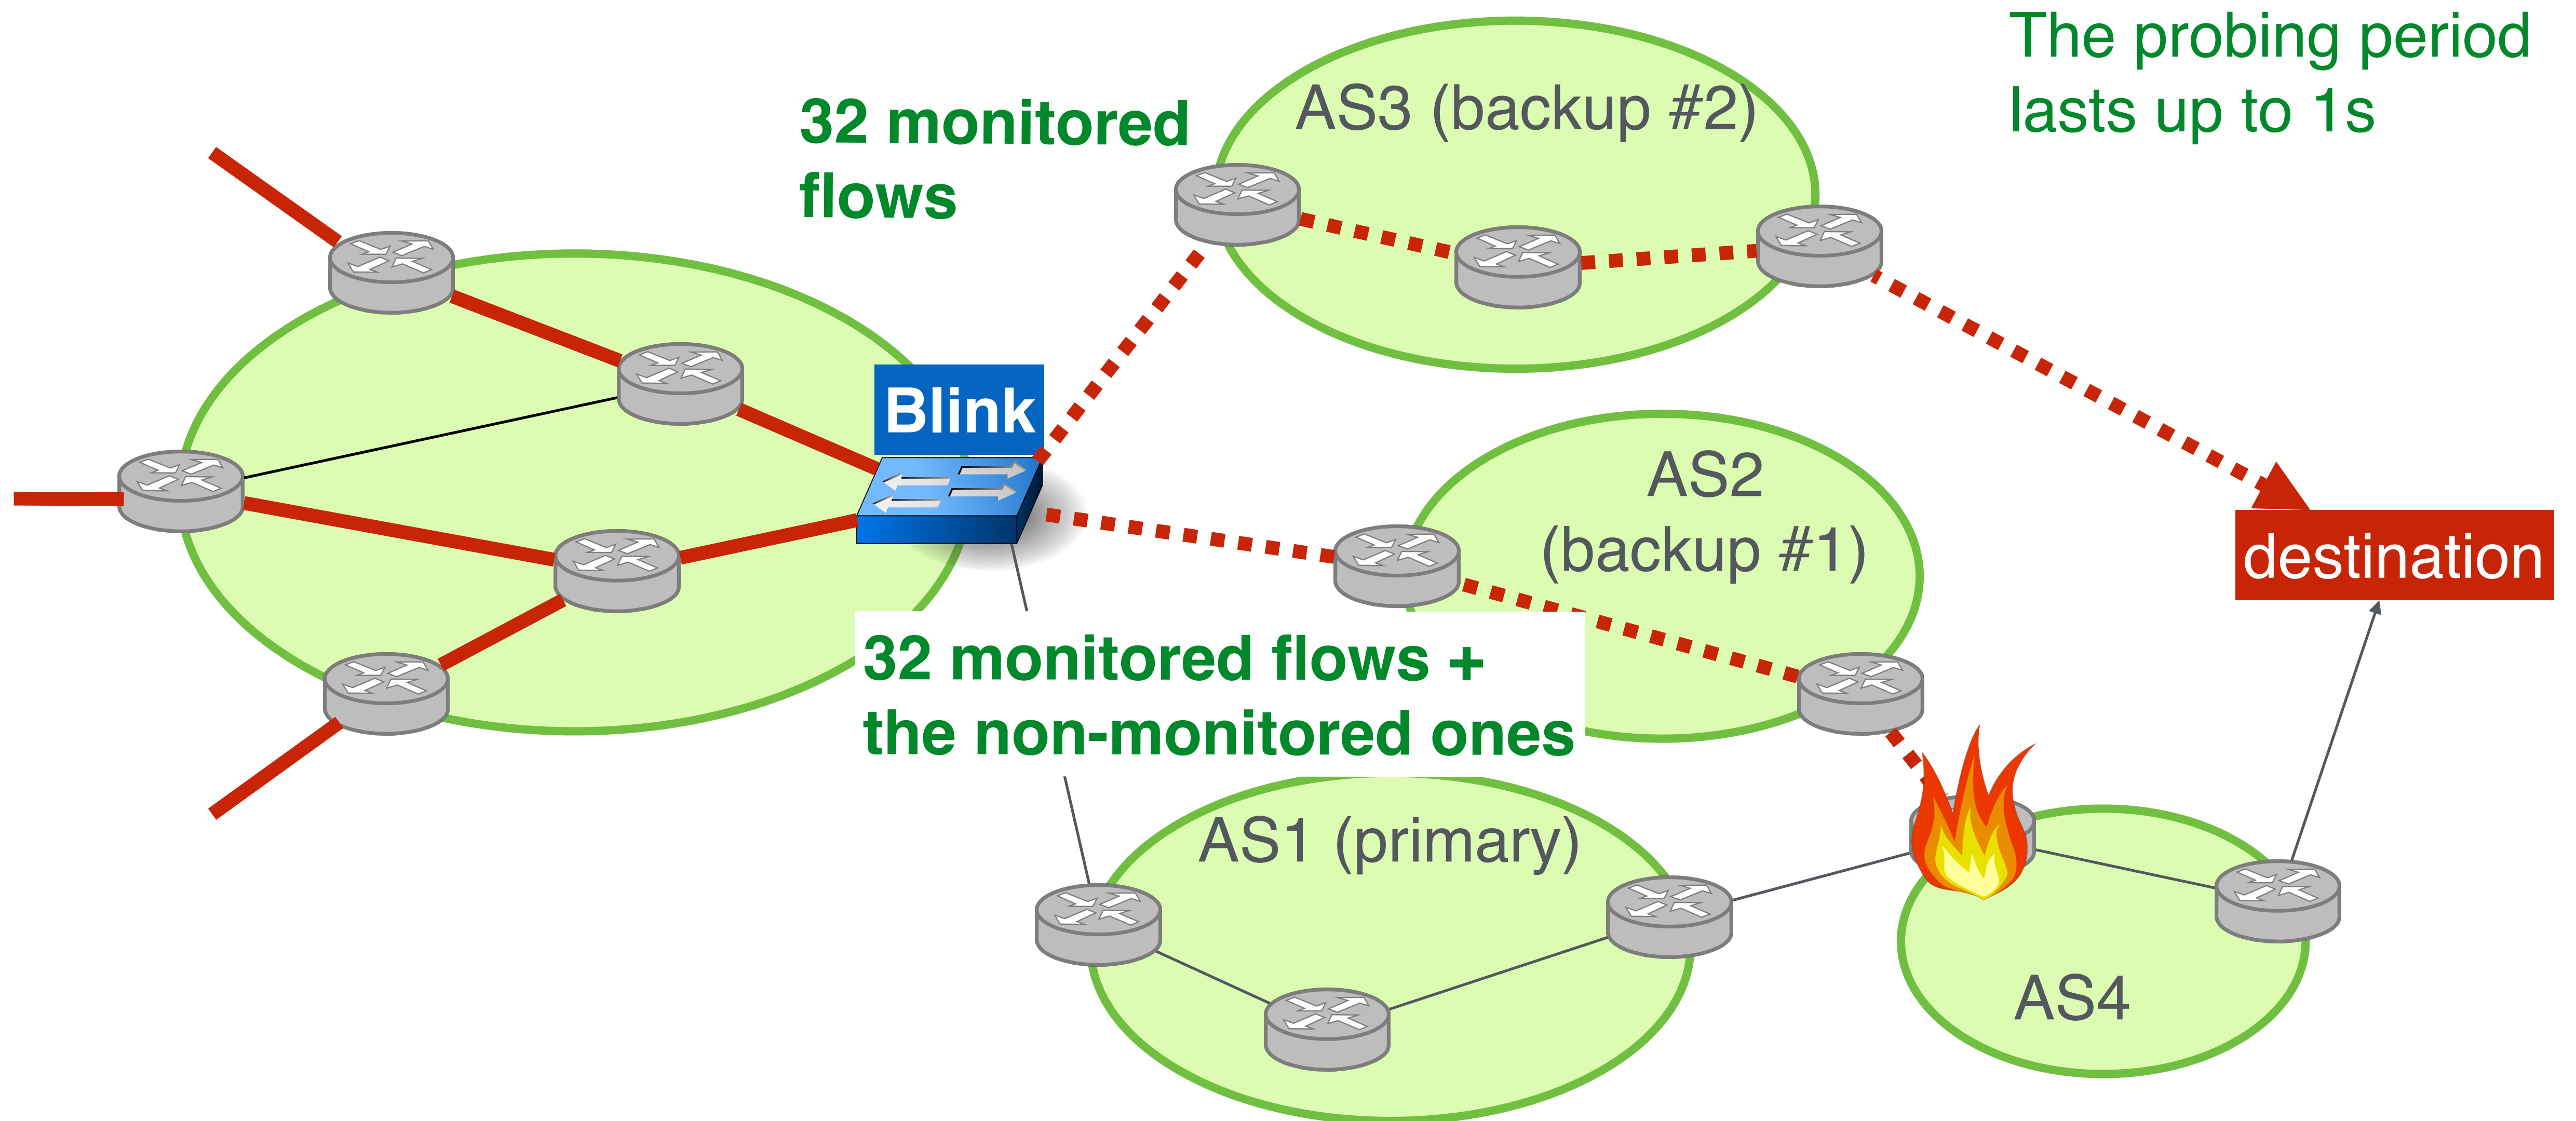 The probing period
lasts up to 1s
AS3 (backup #2)
32 monitored
flows
Blink
AS2
(backup #1)
destination
32 monitored flows +
the non-monitored ones
AS1 (primary)
AS4